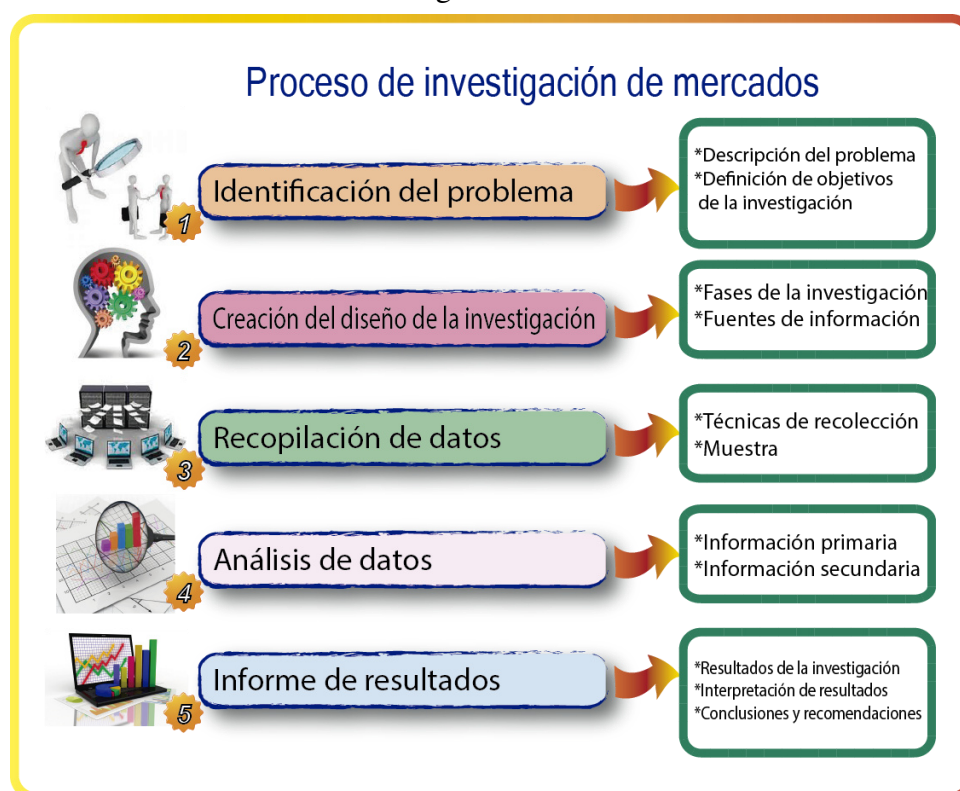 Proceso de investigación de mercados
1
Identificación del problema
*Descripción del problema
*Definición de objetivos
de la investigación
2
Creación del diseño de la investigación
*Fases de la investigación
*Fuentes de información
3
Recopilación de datos
*Técnicas de recolección
*Muestra
4
Análisis de datos
*Información primaria
*Información secundaria
5
Informe de resultados
*Resultados de la investigación
*Interpretación de resultados
*Conclusiones y recomendaciones